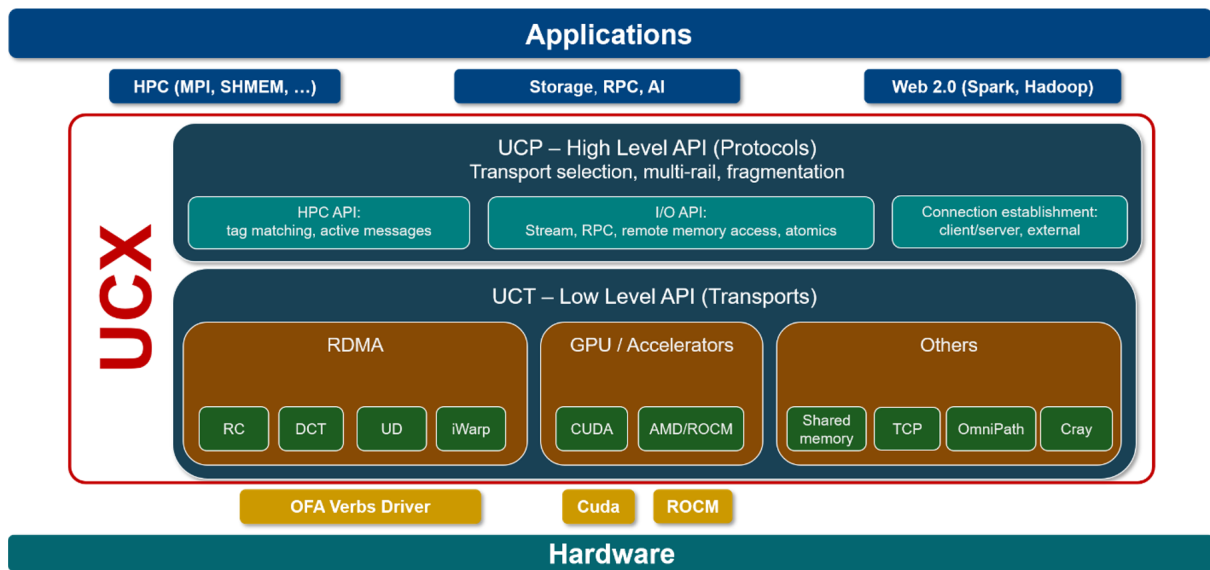 Applications
HPC (MPI, SHMEM, …)
Storage, RPC, AI
Web 2.0 (Spark, Hadoop)
UCX
UCP – High Level API (Protocols)
Transport selection, multi-rail, fragmentation
HPC API:
tag matching, active messages
I/O API:
Stream, RPC, remote memory access, atomics
Connection establishment:
client/server, external
UCT – Low Level API (Transports)
RDMA
RC
DCT
UD
iWarp
GPU / Accelerators
CUDA
AMD/ROCM
Others
Shared
memory
TCP
OmniPath
Cray
OFA Verbs Driver
Cuda
ROCM
Hardware